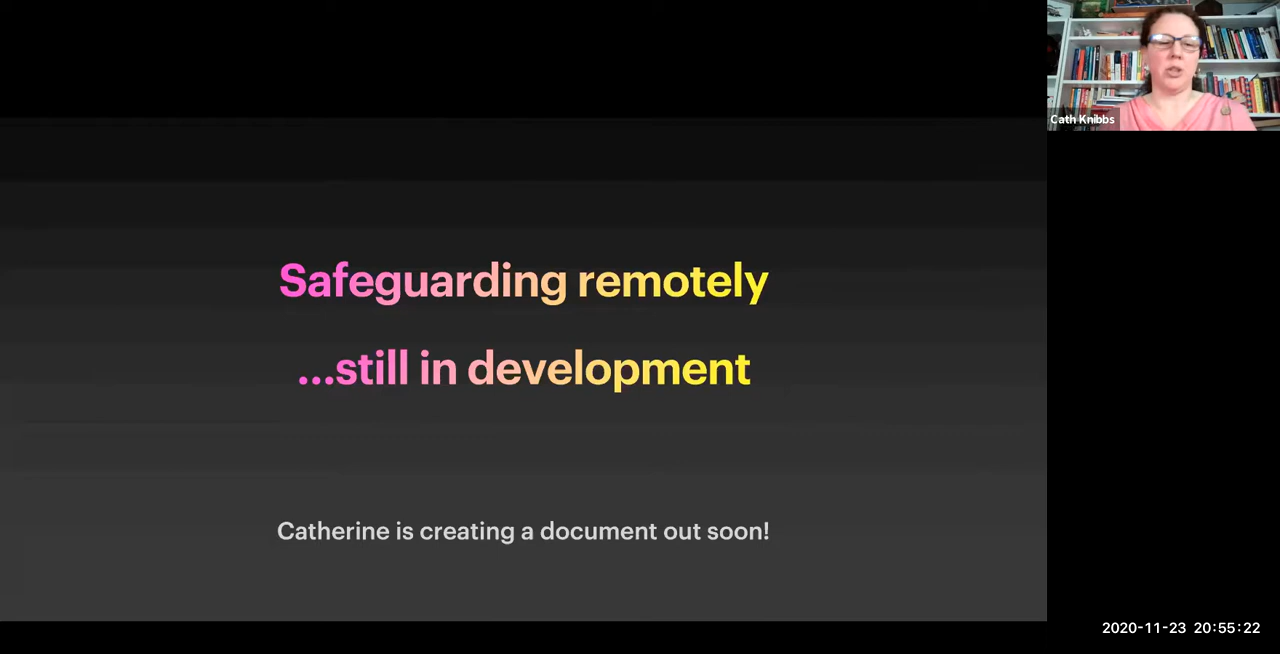 Cath Knibbs
Safeguarding remotely
...still in development
Catherine is creating a document out soon!
2020-11-23 20:55:22